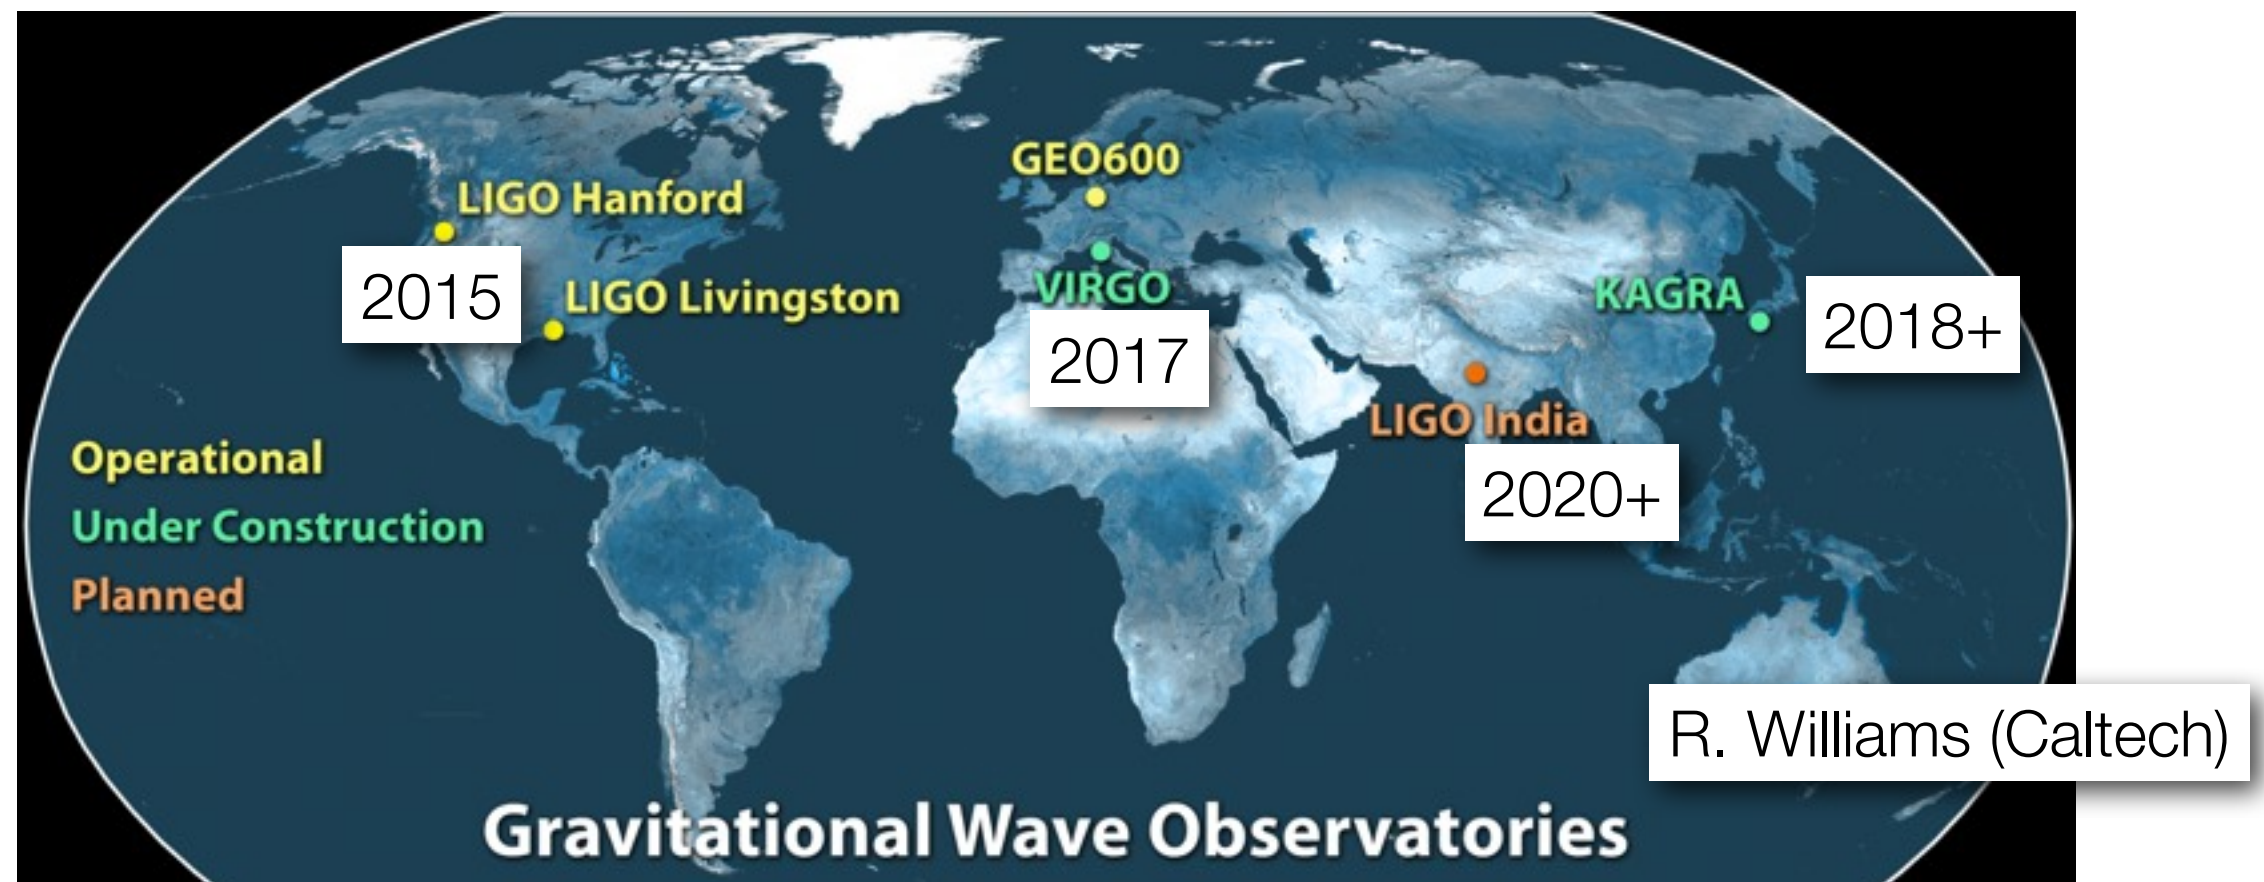 GEO600
LIGO Hanford
2015
LIGO Livingston
VIRGO
2017
KAGRA
2018+
LIGO India
2020+
Operational
Under Construction
Planned
R. Williams (Caltech)
Gravitational Wave Observatories